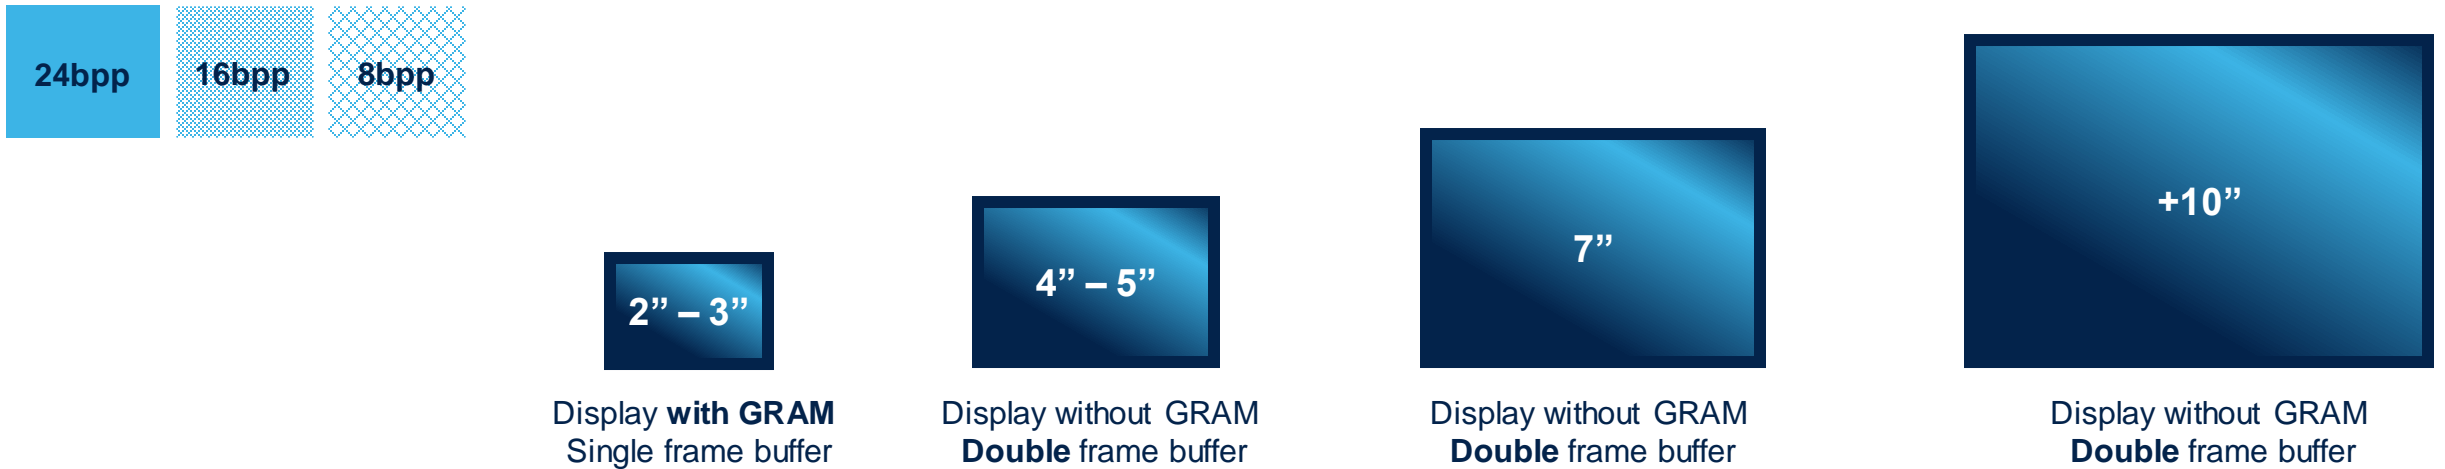 24bpp
16bpp
8bpp
2” – 3”
Display with GRAM
Single frame buffer
4” – 5”
Display without GRAM
Double frame buffer
7”
Display without GRAM
Double frame buffer
+10”
Display without GRAM
Double frame buffer